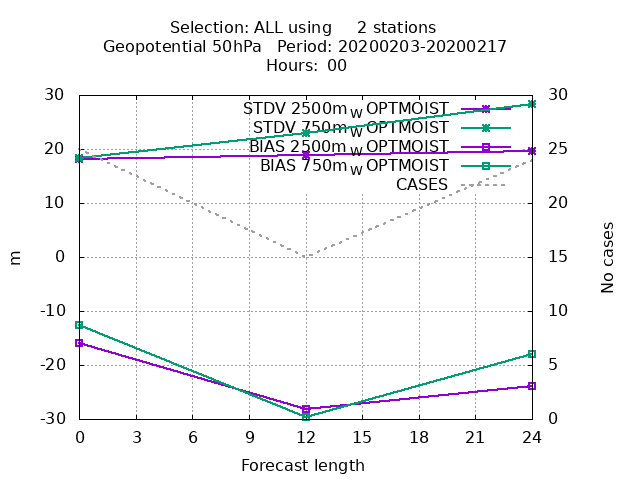 Selection: ALL using 2 stations
Geopotential 50hPa Period: 20200203-20200217
Hours: 00
30 30
STDV 2500m_W OPTMOIST
STDV 750m_W OPTMOIST
20 25
BIAS 2500m_W OPTMOIST
BIAS 750m_W OPTMOIST
CASES
10 20
0 15
m
No cases
-10 10
-20 5
-30 0
0 3 6 9 12 15 18 21 24
Forecast length